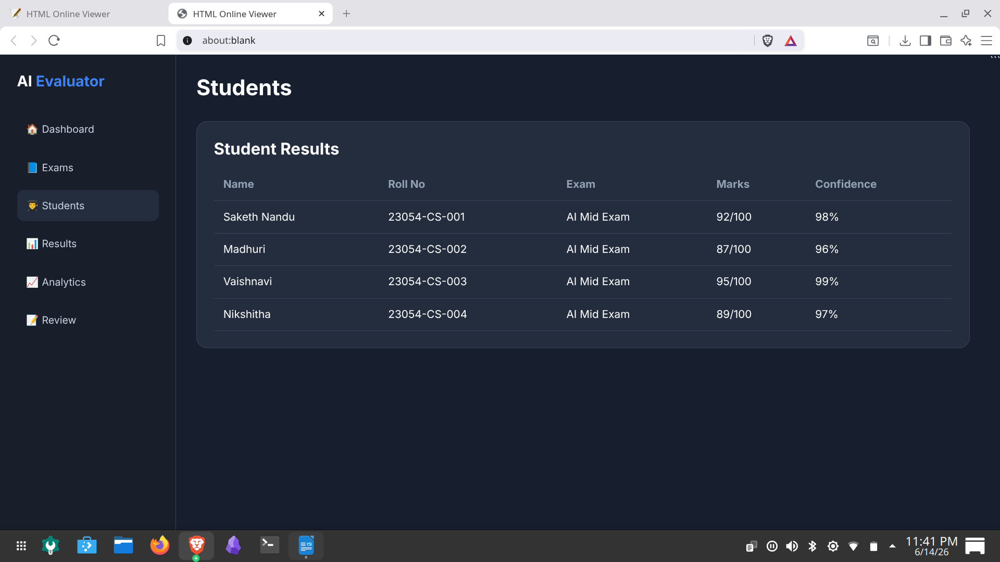 HTML Online Viewer
HTML Online Viewer
about:blank
```
AI Evaluator
Dashboard
Exams
Students
Results
Analytics
Review
Students
Student Results
Name Roll No Exam Marks Confidence
Saketh Nandu 23054-CS-001 AI Mid Exam 92/100 98%
Madhuri 23054-CS-002 AI Mid Exam 87/100 96%
Vaishnavi 23054-CS-003 AI Mid Exam 95/100 99%
Nikshitha 23054-CS-004 AI Mid Exam 89/100 97%
11:41 PM
6/14/26